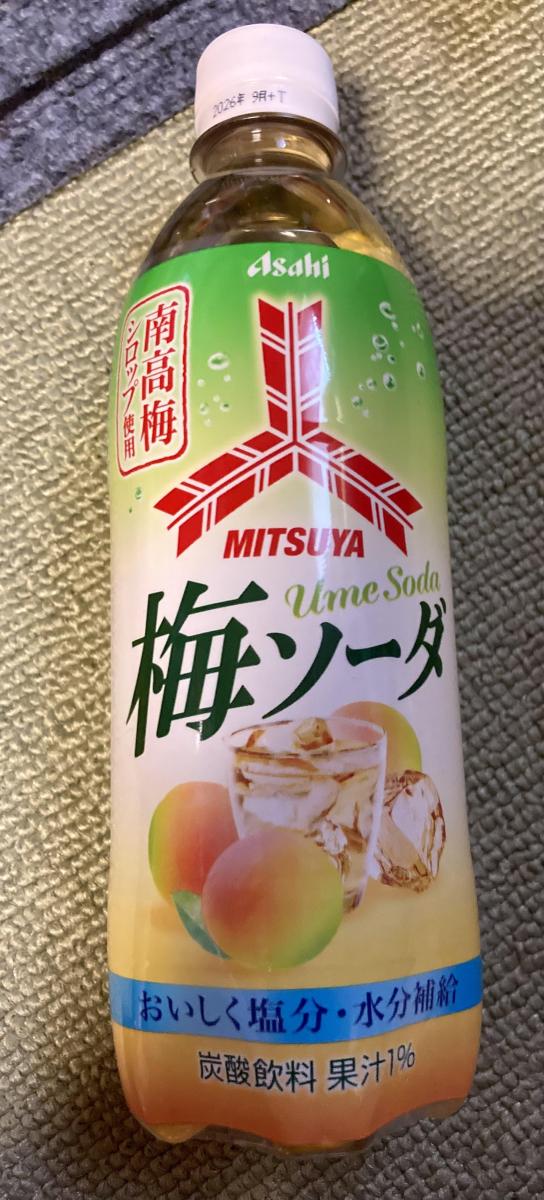 2026年 9月+T
Asahi
南高梅
シロップ使用
MITSUYA
Ume Soda
梅ソーダ
おいしく塩分・水分補給
炭酸飲料 果汁1%